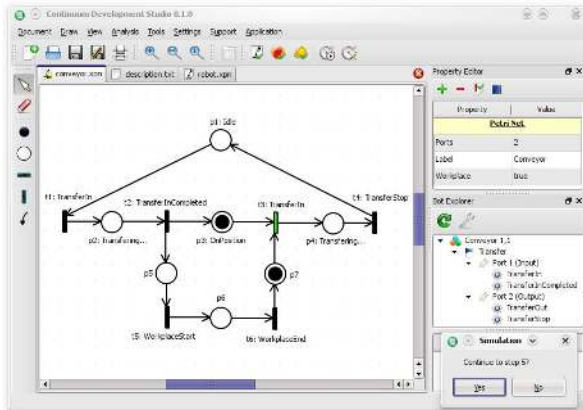 Continuum Development Studio 0.1.0
Document Draw View Analysis Tools Settings Support Application
conveyor.xpn description.txt robot.xpn
Property Editor
Property Value
Petri Net
Ports 2
Label Conveyor
Workplace true
p1: Idle
t1: TransferIn
t2: TransferInCompleted
t3: TransferIn
t4: TransferStop
p2: Transfering...
p3: OnPosition
p4: Transfering...
p5
p7
p6
t5: WorkplaceStart
t6: WorkplaceEnd
Bot Explorer
Conveyor 1,1
Transfer
Port 1 (Input)
TransferIn
TransferInCompleted
Port 2 (Output)
TransferOut
TransferStop
Simulation
Continue to step 5?
Yes No